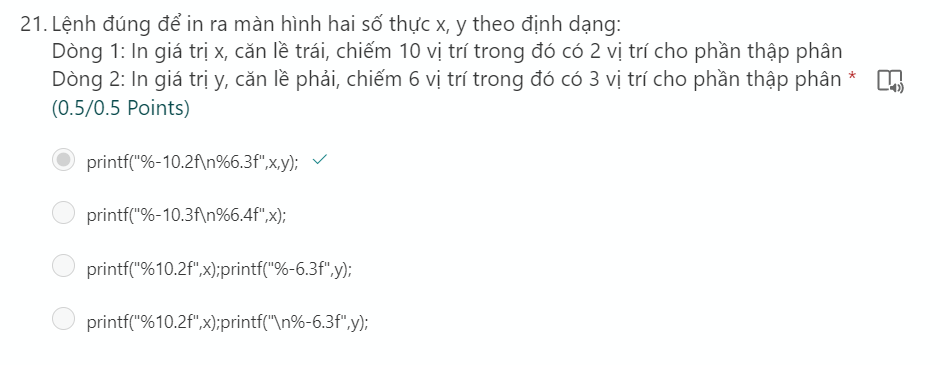 21. Lệnh đúng để in ra màn hình hai số thực x, y theo định dạng:
Dòng 1: In giá trị x, căn lề trái, chiếm 10 vị trí trong đó có 2 vị trí cho phần thập phân
Dòng 2: In giá trị y, căn lề phải, chiếm 6 vị trí trong đó có 3 vị trí cho phần thập phân *
(0.5/0.5 Points)
printf("%-10.2f\n%6.3f",x,y);
printf("%-10.3f\n%6.4f",x);
printf("%10.2f",x);printf("%-6.3f",y);
printf("%10.2f",x);printf("\n%-6.3f",y);